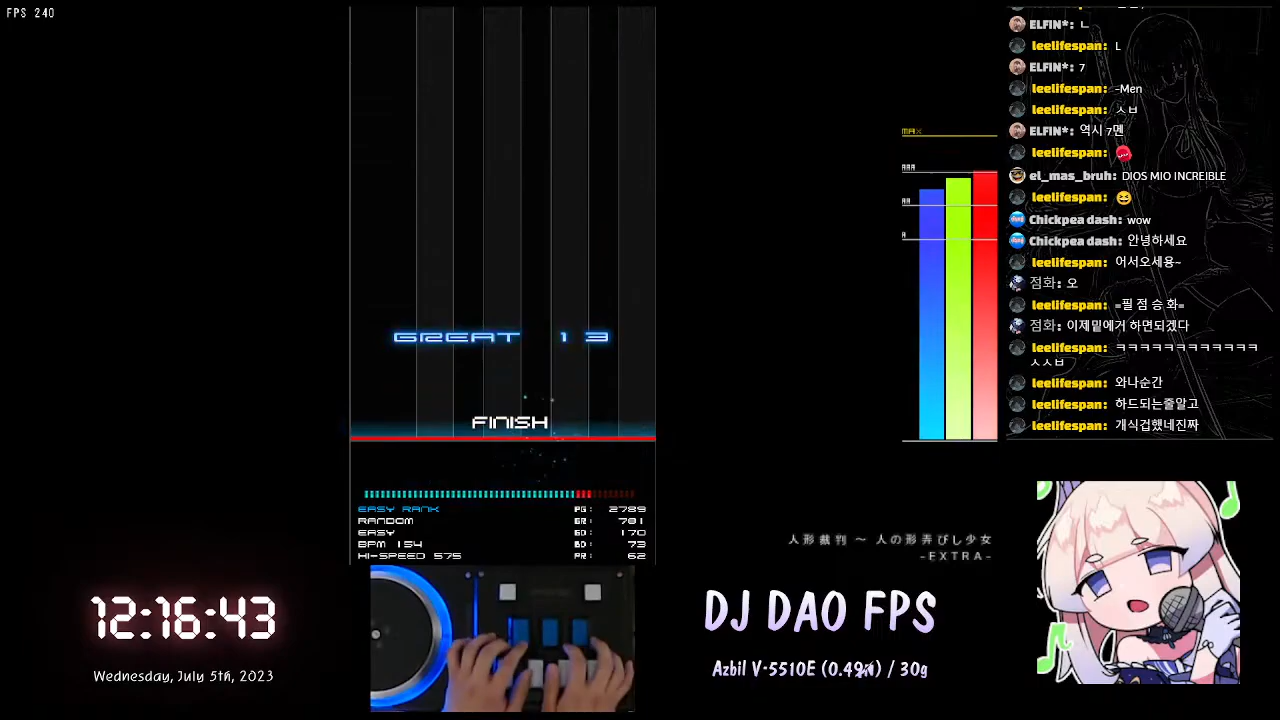 FPS 240
ELFIN*: ㄴ
leelifespan: L
ELFIN*: 7
leelifespan: -Men
leelifespan: ㅅㅂ
ELFIN*: 역시 7멘
leelifespan:
el_mas_bruh: DIOS MIO INCREIBLE
leelifespan: 😆
Chickpea dash: wow
Chickpea dash: 안녕하세요
leelifespan: 어서오세용~
점화: 오
leelifespan: =필 점 승 화=
점화: 이제밑에거 하면되겠다
leelifespan: ㅋㅋㅋㅋㅋㅋㅋㅋㅋㅋㅋㅋ
ㅅㅅㅂ
leelifespan: 와나순간
leelifespan: 하드되는줄알고
leelifespan: 개식겁했네진짜
MAX
AAA
AA
A
GREAT 13
FINISH
EASY RANK PG: 2789
RANDOM GR: 781
EASY GD: 170
BPM 154 BD: 73
HI-SPEED 575 PR: 62
人形裁判 ～ 人の形弄びし少女
-EXTRA-
12:16:43
Wednesday, July 5th, 2023
DJ DAO FPS
Azbil V-5510E (0.49N) / 30g